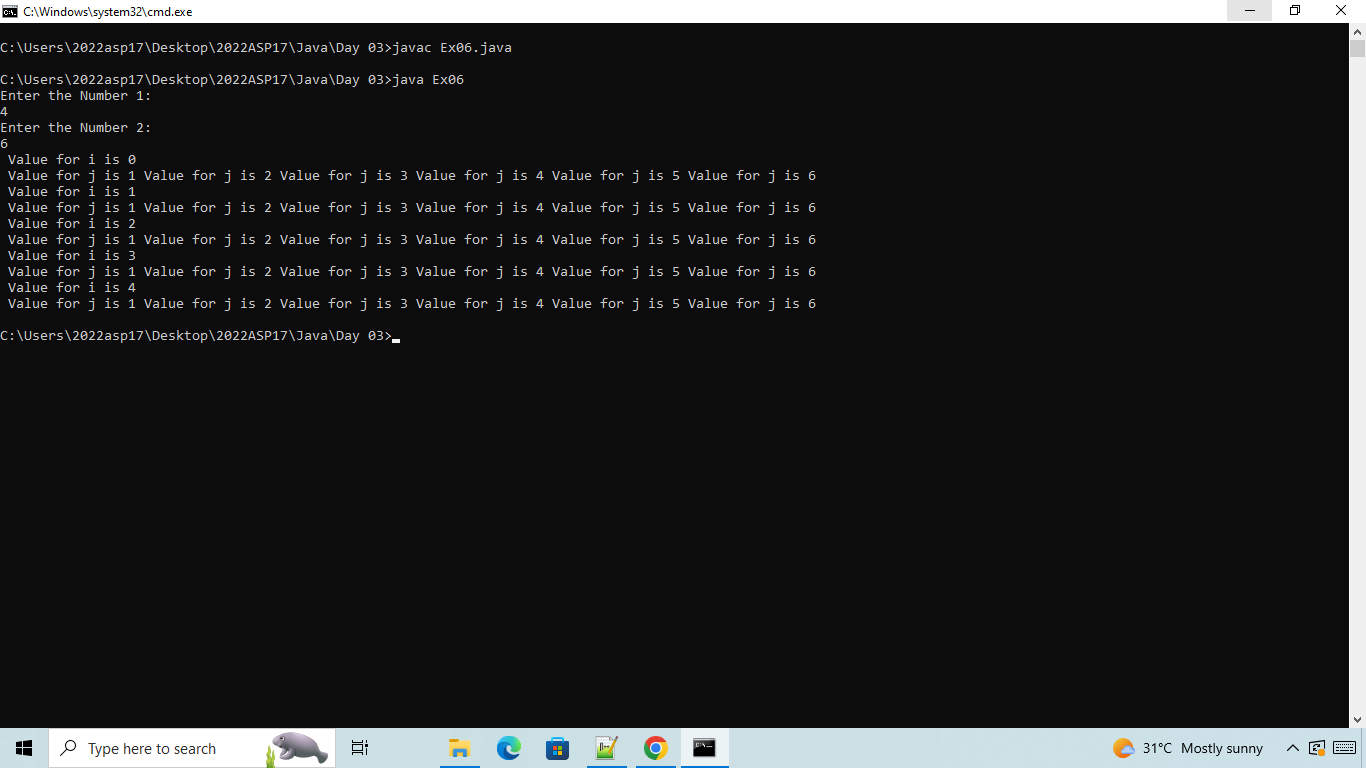 C:\Windows\system32\cmd.exe
C:\Users\2022asp17\Desktop\2022ASP17\Java\Day 03>javac Ex06.java
C:\Users\2022asp17\Desktop\2022ASP17\Java\Day 03>java Ex06
Enter the Number 1:
4
Enter the Number 2:
6
Value for i is 0
Value for j is 1 Value for j is 2 Value for j is 3 Value for j is 4 Value for j is 5 Value for j is 6
Value for i is 1
Value for j is 1 Value for j is 2 Value for j is 3 Value for j is 4 Value for j is 5 Value for j is 6
Value for i is 2
Value for j is 1 Value for j is 2 Value for j is 3 Value for j is 4 Value for j is 5 Value for j is 6
Value for i is 3
Value for j is 1 Value for j is 2 Value for j is 3 Value for j is 4 Value for j is 5 Value for j is 6
Value for i is 4
Value for j is 1 Value for j is 2 Value for j is 3 Value for j is 4 Value for j is 5 Value for j is 6
C:\Users\2022asp17\Desktop\2022ASP17\Java\Day 03>
Type here to search
31°C Mostly sunny